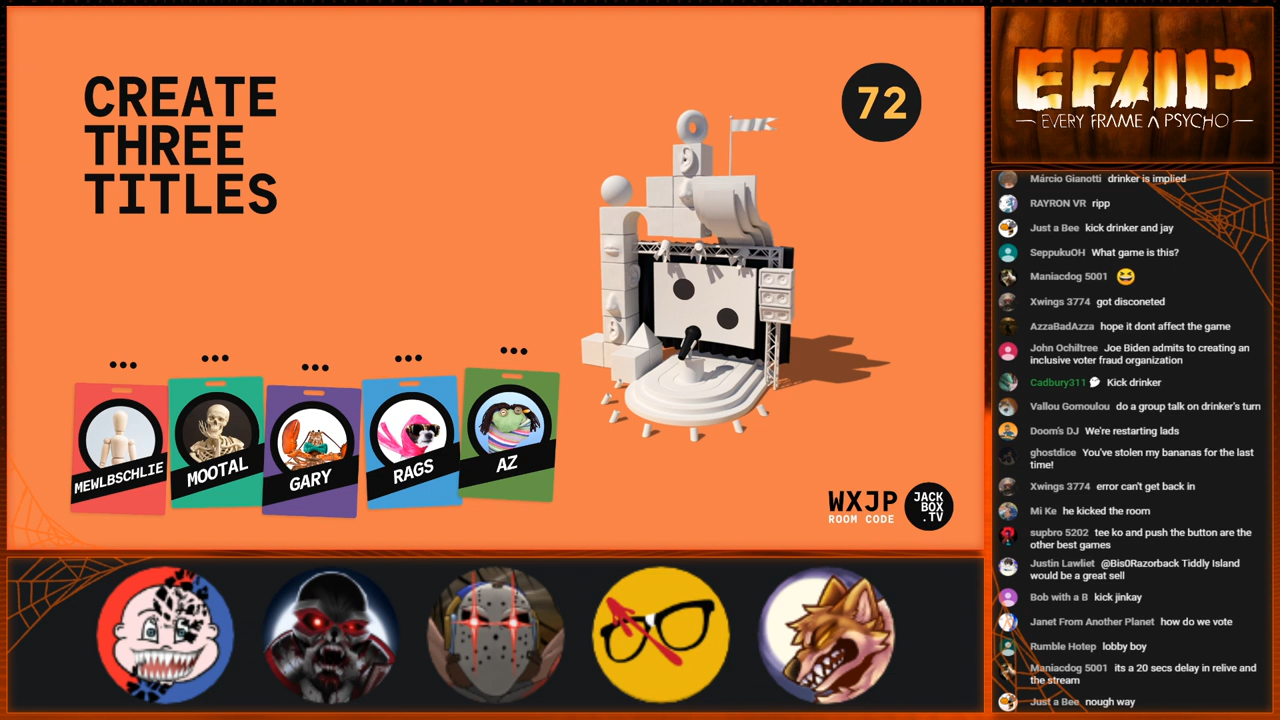 CREATE
THREE
TITLES
72
MEWLBSCHLIE
MOOTAL
GARY
RAGS
AZ
WXJP
ROOM CODE
JACK
BOX
.TV
EFAP
EVERY FRAME A PSYCHO
Márcio Gianotti drinker is implied
RAYRON VR ripp
Just a Bee kick drinker and jay
SeppukuOH What game is this?
Maniacdog 5001 😆
Xwings 3774 got disconeted
AzzaBadAzza hope it dont affect the game
John Ochiltree Joe Biden admits to creating an
inclusive voter fraud organization
Cadbury311 Kick drinker
Vallou Gomoulou do a group talk on drinker's turn
Doom's DJ We're restarting lads
ghostdice You've stolen my bananas for the last
time!
Xwings 3774 error can't get back in
Mi Ke he kicked the room
supbro 5202 tee ko and push the button are the
other best games
Justin Lawliet @Bis0Razorback Tiddly Island
would be a great sell
Bob with a B kick jinkay
Janet From Another Planet how do we vote
Rumble Hotep lobby boy
Maniacdog 5001 its a 20 secs delay in relive and
the stream
Just a Bee nough way